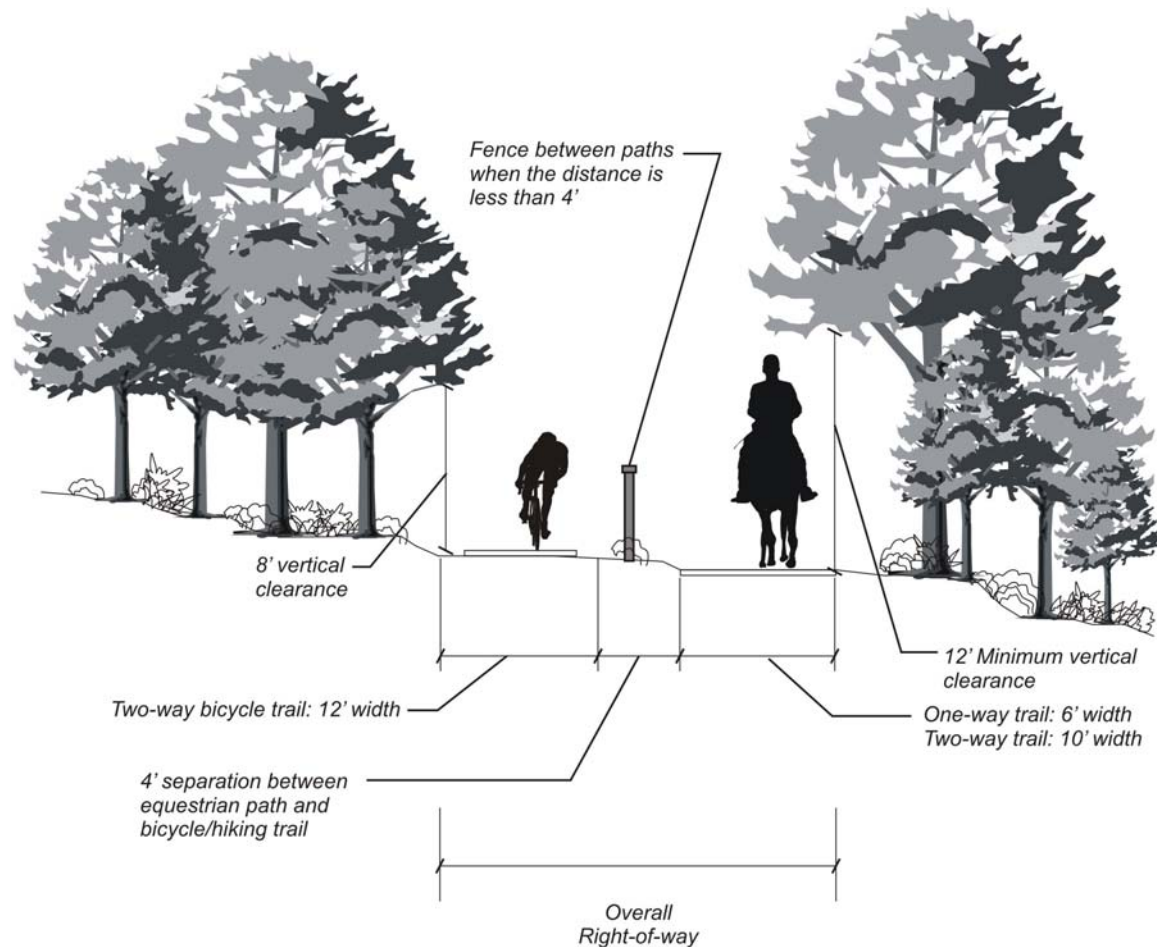 Fence between paths
when the distance is
less than 4’
8’ vertical
clearance
12’ Minimum vertical
clearance
Two-way bicycle trail: 12’ width
One-way trail: 6’ width
Two-way trail: 10’ width
4’ separation between
equestrian path and
bicycle/hiking trail
Overall
Right-of-way